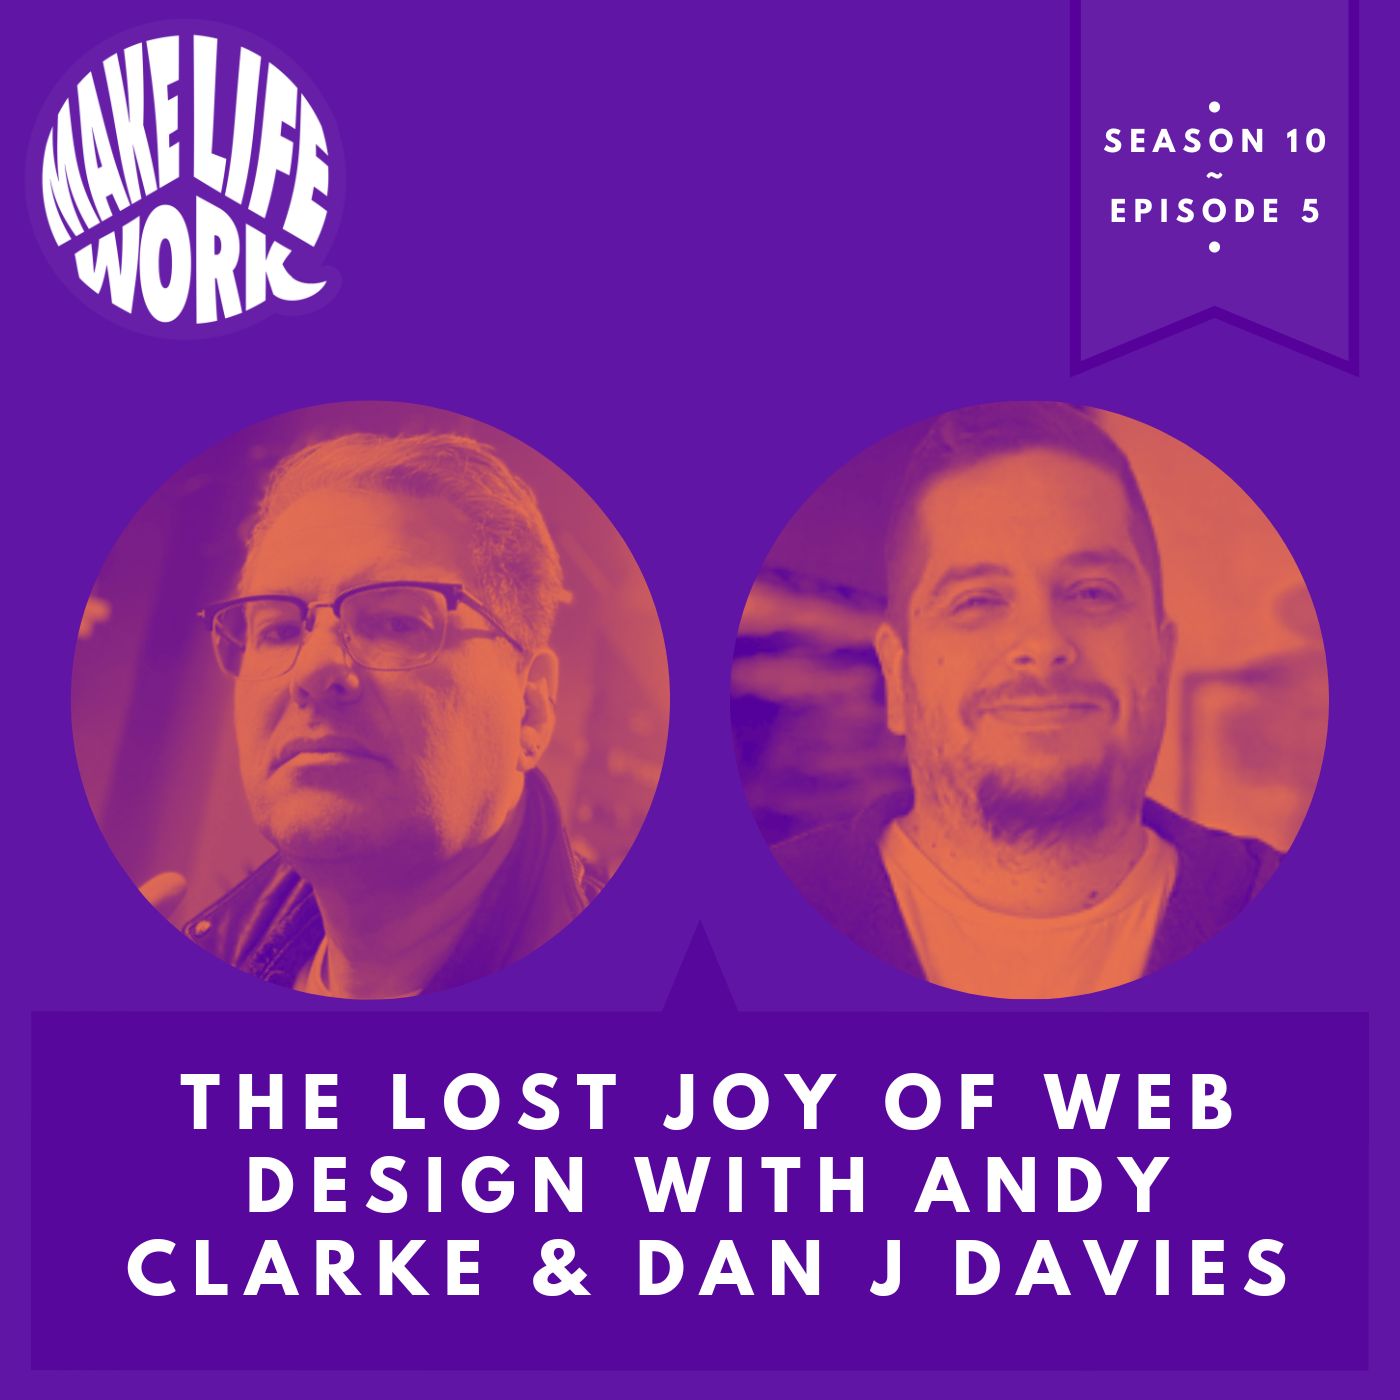 MAKE LIFE
WORK
SEASON 10
~
EPISODE 5
THE LOST JOY OF WEB
DESIGN WITH ANDY
CLARKE & DAN J DAVIES